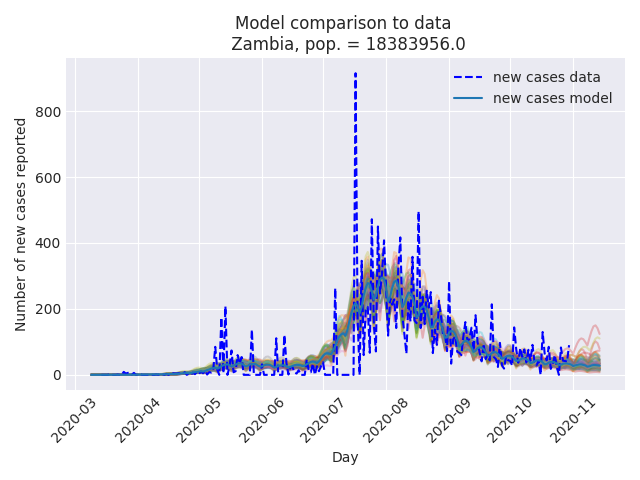 Model comparison to data
Zambia, pop. = 18383956.0
new cases data
new cases model
Number of new cases reported
800
600
400
200
0
2020-03
2020-04
2020-05
2020-06
2020-07
2020-08
2020-09
2020-10
2020-11
Day